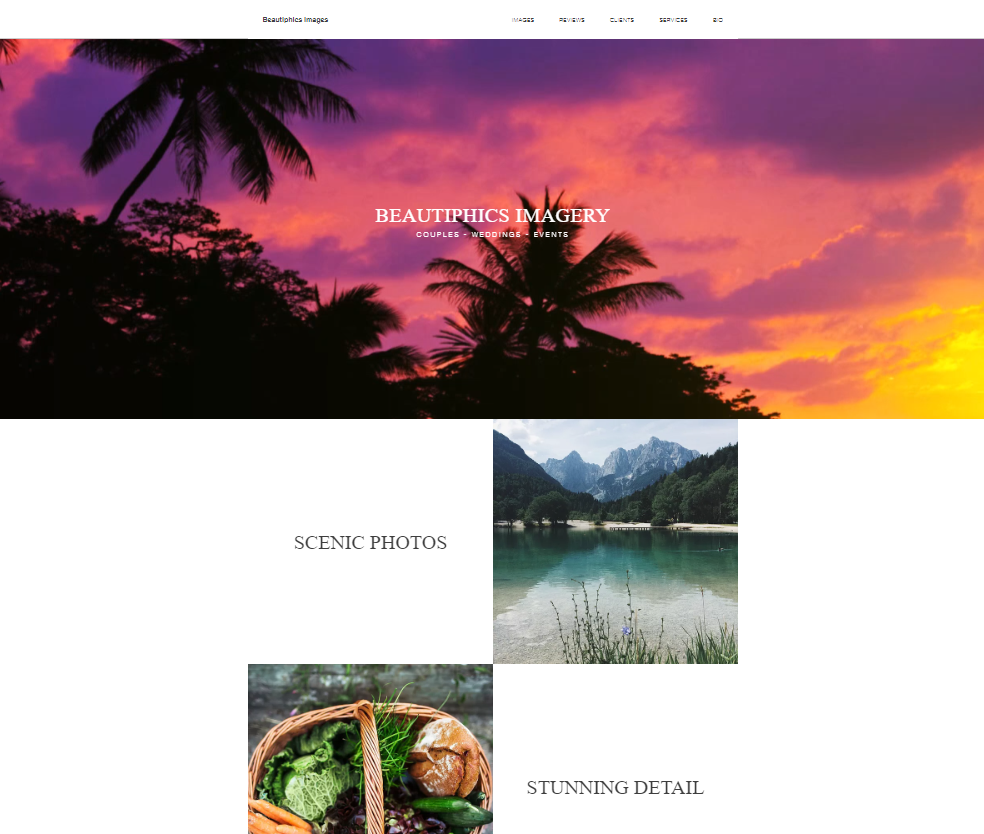 Beautiphics Images
IMAGES REVIEWS CLIENTS SERVICES BIO
BEAUTIPHICS IMAGERY
COUPLES - WEDDINGS - EVENTS
SCENIC PHOTOS
STUNNING DETAIL